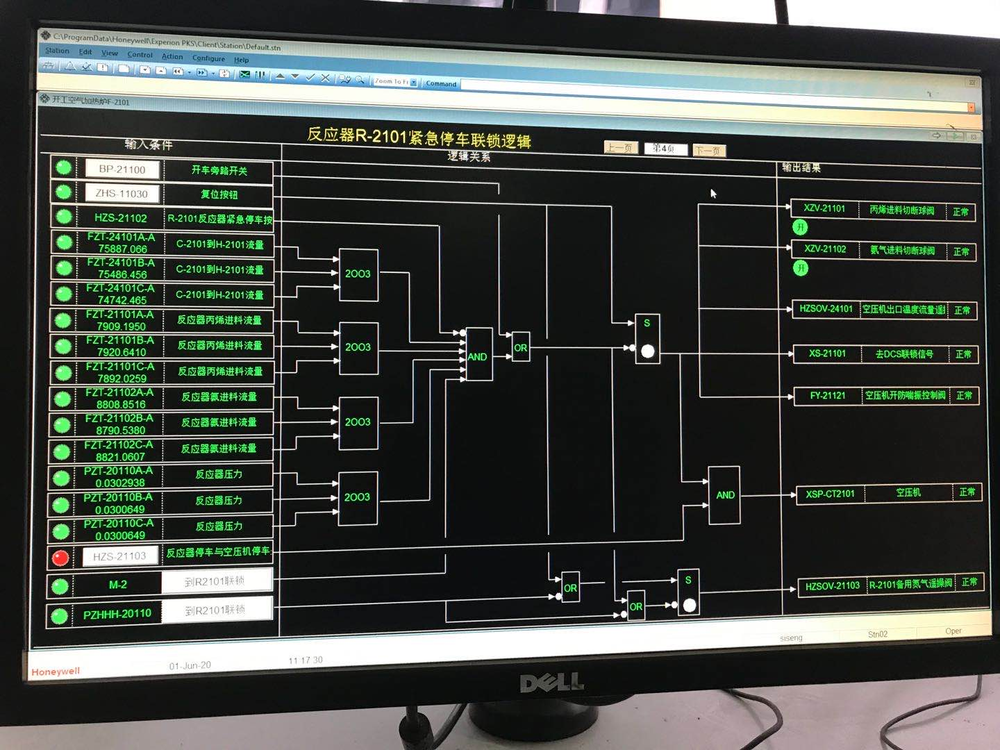 C:\ProgramData\Honeywell\Experion PKS\Client\Station\Default.stn
Station Edit View Control Action Configure Help
Zoom To Fi Command
开工空气加热炉F-2101
反应器R-2101紧急停车联锁逻辑
上一页 第4页 下一页
输入条件
逻辑关系
输出结果
BP-21100 开车旁路开关
ZHS-11030 复位按钮
HZS-21102 R-2101反应器紧急停车按
FZT-24101A-A
75887.066
C-2101到H-2101流量
FZT-24101B-A
75486.456
C-2101到H-2101流量
FZT-24101C-A
74742.465
C-2101到H-2101流量
FZT-21101A-A
7909.1950
反应器丙烯进料流量
FZT-21101B-A
7920.6410
反应器丙烯进料流量
FZT-21101C-A
7892.0259
反应器丙烯进料流量
FZT-21102A-A
8808.8516
反应器氨进料流量
FZT-21102B-A
8790.5380
反应器氨进料流量
FZT-21102C-A
8821.0607
反应器氨进料流量
PZT-20110A-A
0.0302938
反应器压力
PZT-20110B-A
0.0300649
反应器压力
PZT-20110C-A
0.0300649
反应器压力
HZS-21103 反应器停车与空压机停车
M-2 到R2101联锁
PZHHH-20110 到R2101联锁
2OO3
2OO3
2OO3
2OO3
AND
OR
S
AND
OR
OR
S
XZV-21101 丙烯进料切断球阀 正常
开
XZV-21102 氨气进料切断球阀 正常
开
HZSOV-24101 空压机出口温度流量遥 正常
XS-21101 去DCS联锁信号 正常
FY-21121 空压机开防喘振控制阀 正常
XSP-CT2101 空压机 正常
HZSOV-21103 R-2101备用氮气遥操阀 正常
siseng Stn02 Oper
Honeywell 01-Jun-20 11:17:30
DELL